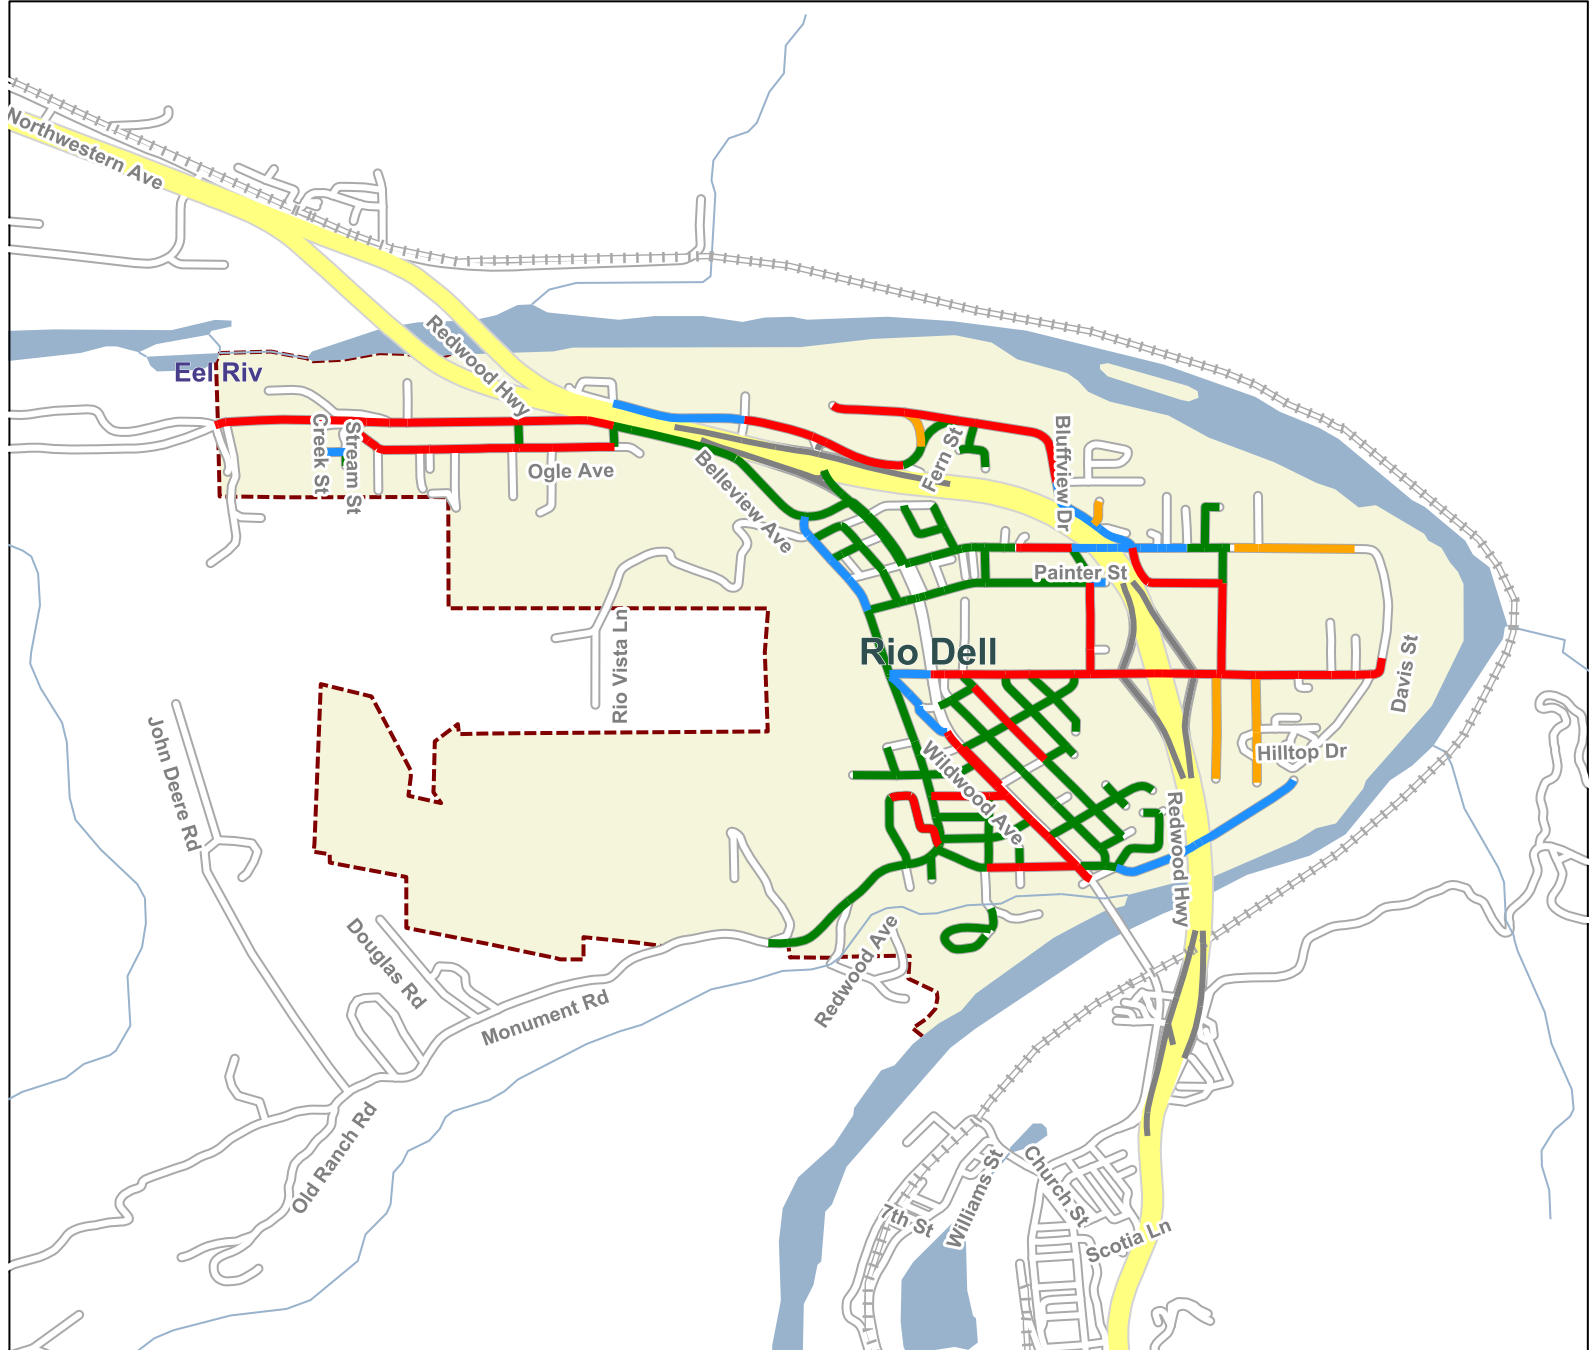 Northwestern Ave
Redwood Hwy
Eel Riv
Creek St
Stream St
Ogle Ave
Belleview Ave
Fern St
Bluffview Dr
Painter St
Rio Vista Ln
Rio Dell
Davis St
John Deere Rd
Wildwood Ave
Hilltop Dr
Redwood Hwy
Douglas Rd
Redwood Ave
Monument Rd
Old Ranch Rd
Williams St
Church St
7th St
Scotia Ln